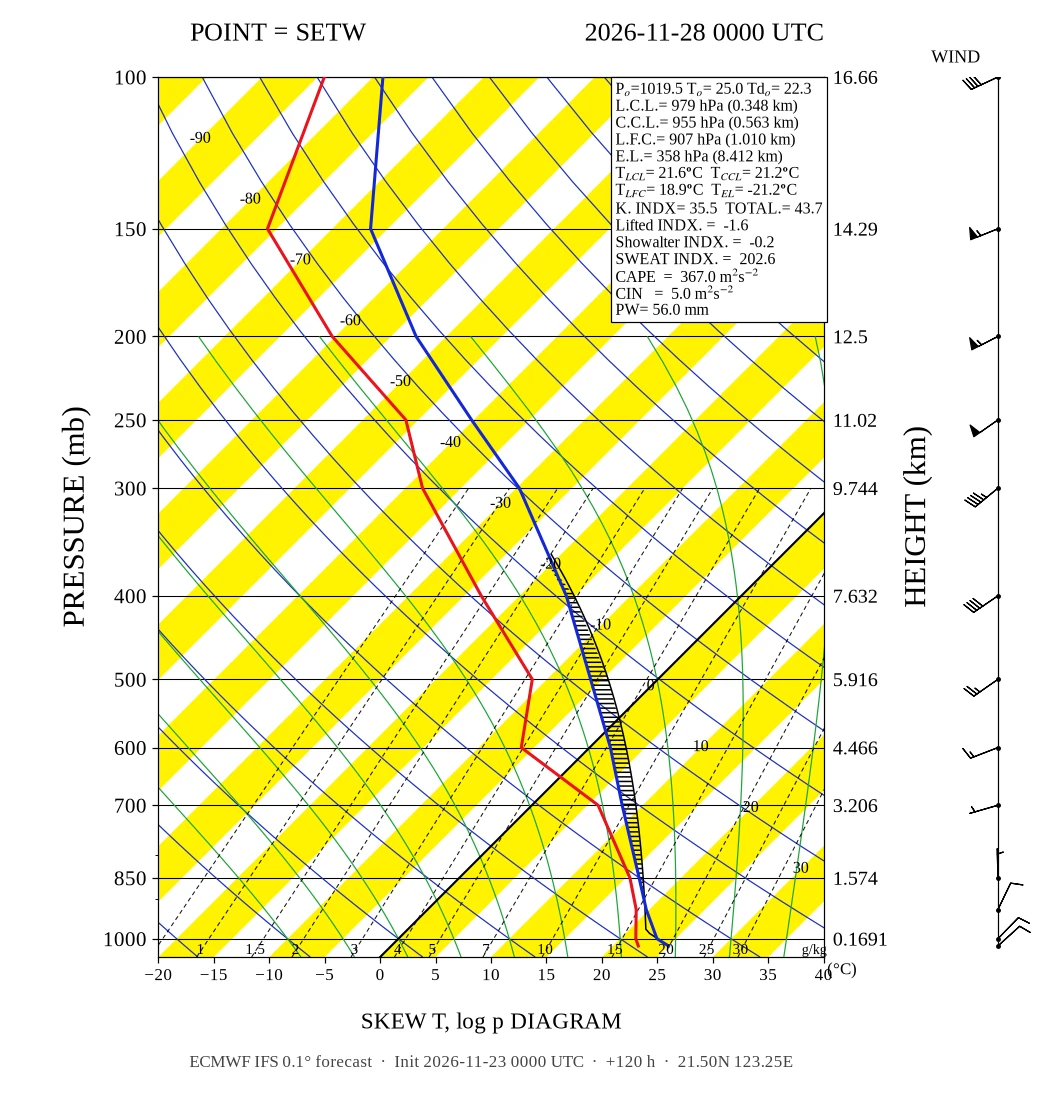 POINT = SETW
2026-11-28 0000 UTC
WIND
100
16.66
Pₒ=1019.5 Tₒ= 25.0 Tdₒ= 22.3
L.C.L.= 979 hPa (0.348 km)
C.C.L.= 955 hPa (0.563 km)
L.F.C.= 907 hPa (1.010 km)
E.L.= 358 hPa (8.412 km)
T_LCL= 21.6°C T_CCL= 21.2°C
T_LFC= 18.9°C T_EL= -21.2°C
K. INDX= 35.5 TOTAL.= 43.7
Lifted INDX. = -1.6
Showalter INDX. = -0.2
SWEAT INDX. = 202.6
CAPE = 367.0 m²s⁻²
CIN = 5.0 m²s⁻²
PW= 56.0 mm
-90
-80
150
14.29
-70
-60
200
12.5
-50
250
11.02
-40
300
9.744
-30
PRESSURE (mb)
HEIGHT (km)
-20
400
7.632
-10
500
5.916
0
600
4.466
10
700
3.206
20
850
1.574
30
1000
0.1691
1 1.5 2 3 4 5 7 10 15 20 25 30 g/kg
−20 −15 −10 −5 0 5 10 15 20 25 30 35 40
(°C)
SKEW T, log p DIAGRAM
ECMWF IFS 0.1° forecast · Init 2026-11-23 0000 UTC · +120 h · 21.50N 123.25E